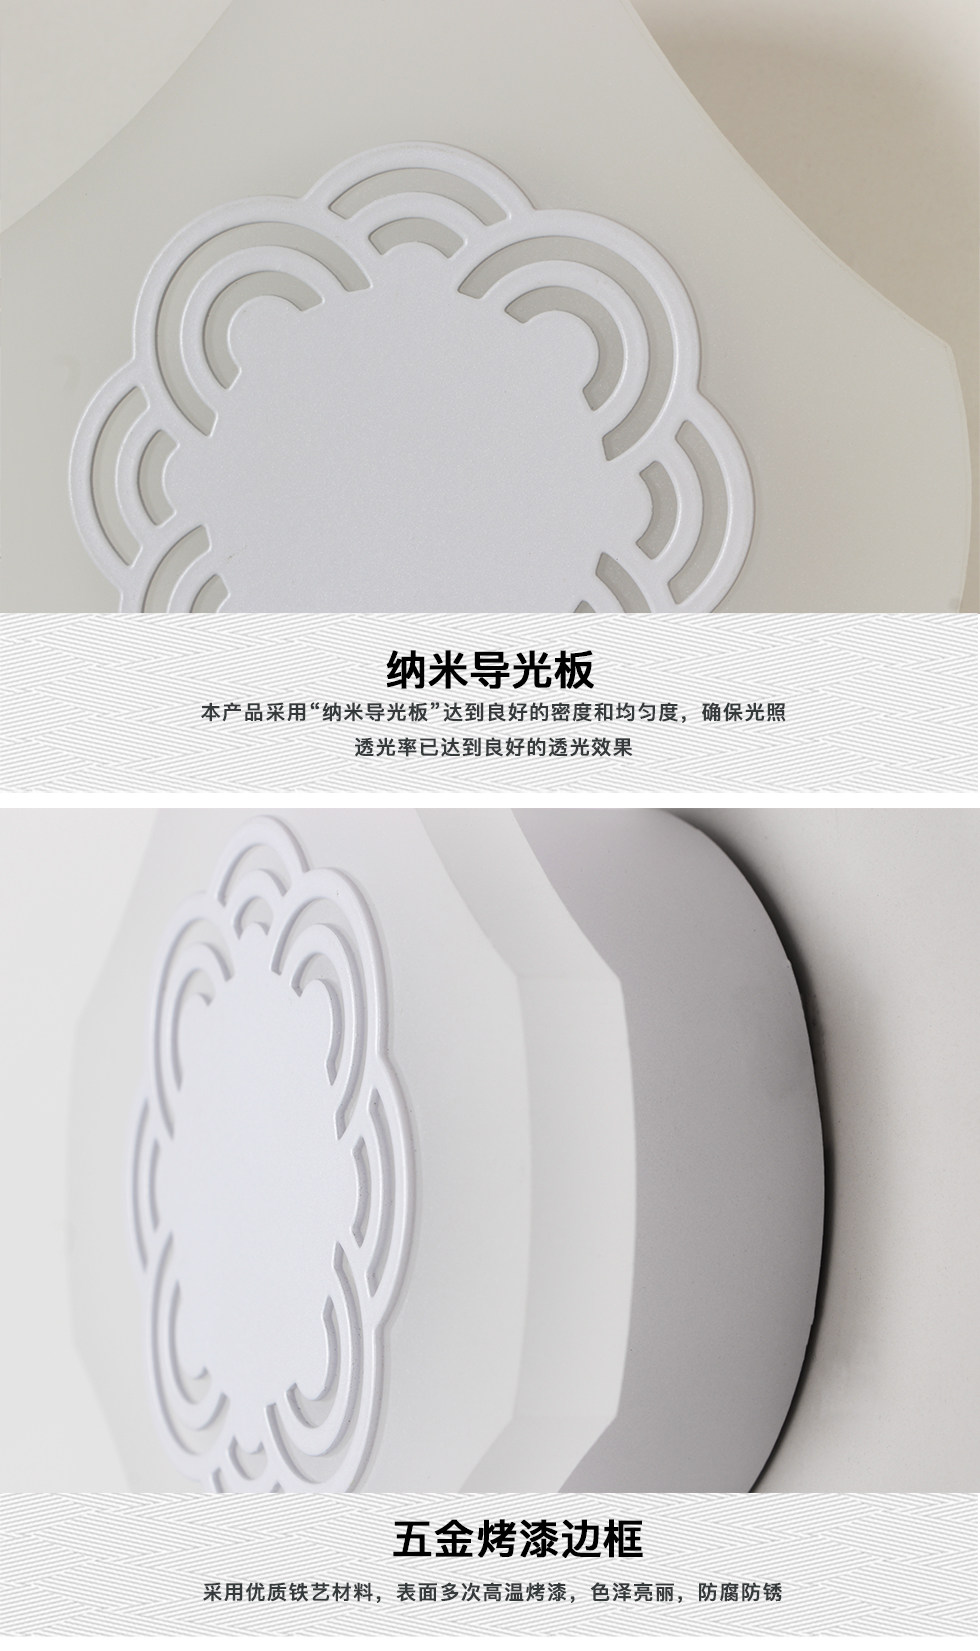 纳米导光板
本产品采用“纳米导光板”达到良好的密度和均匀度，确保光照
透光率已达到良好的透光效果
五金烤漆边框
采用优质铁艺材料，表面多次高温烤漆，色泽亮丽，防腐防锈